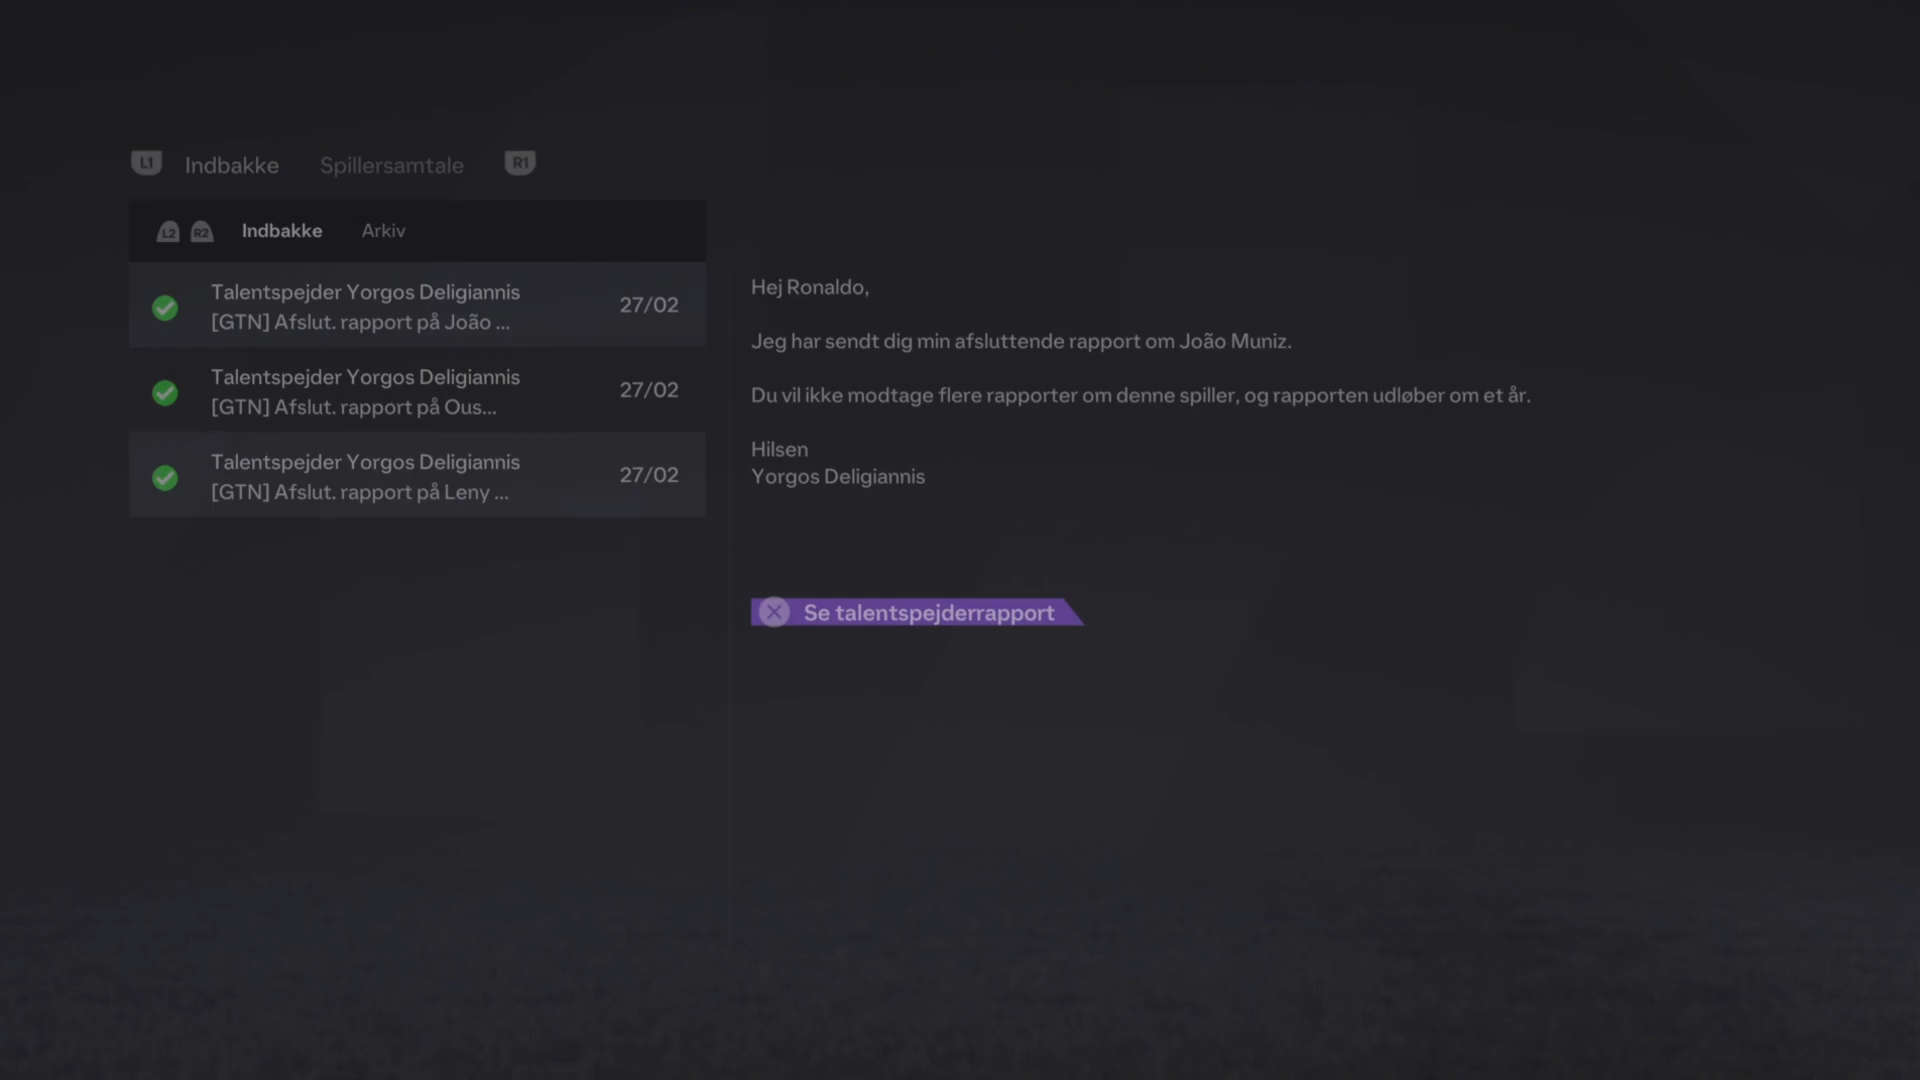 L1 Indbakke Spillersamtale R1
L2 R2 Indbakke Arkiv
Talentspejder Yorgos Deligiannis
[GTN] Afslut. rapport på João ...
27/02
Talentspejder Yorgos Deligiannis
[GTN] Afslut. rapport på Ous...
27/02
Talentspejder Yorgos Deligiannis
[GTN] Afslut. rapport på Leny ...
27/02
Hej Ronaldo,
Jeg har sendt dig min afsluttende rapport om João Muniz.
Du vil ikke modtage flere rapporter om denne spiller, og rapporten udløber om et år.
Hilsen
Yorgos Deligiannis
Se talentspejderrapport